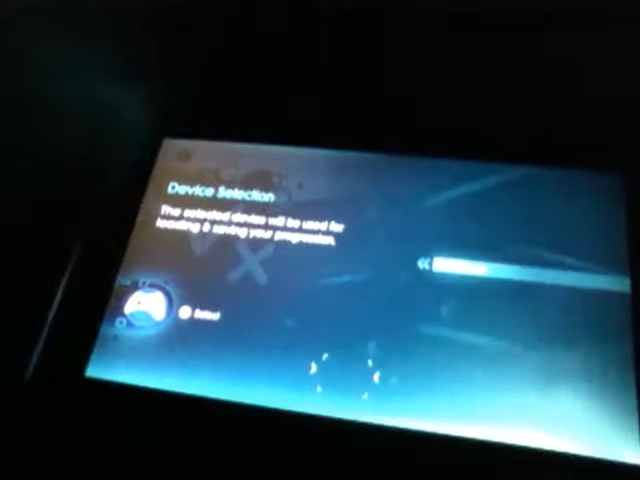 Device Selection
The selected device will be used for
loading & saving your progression.
Select